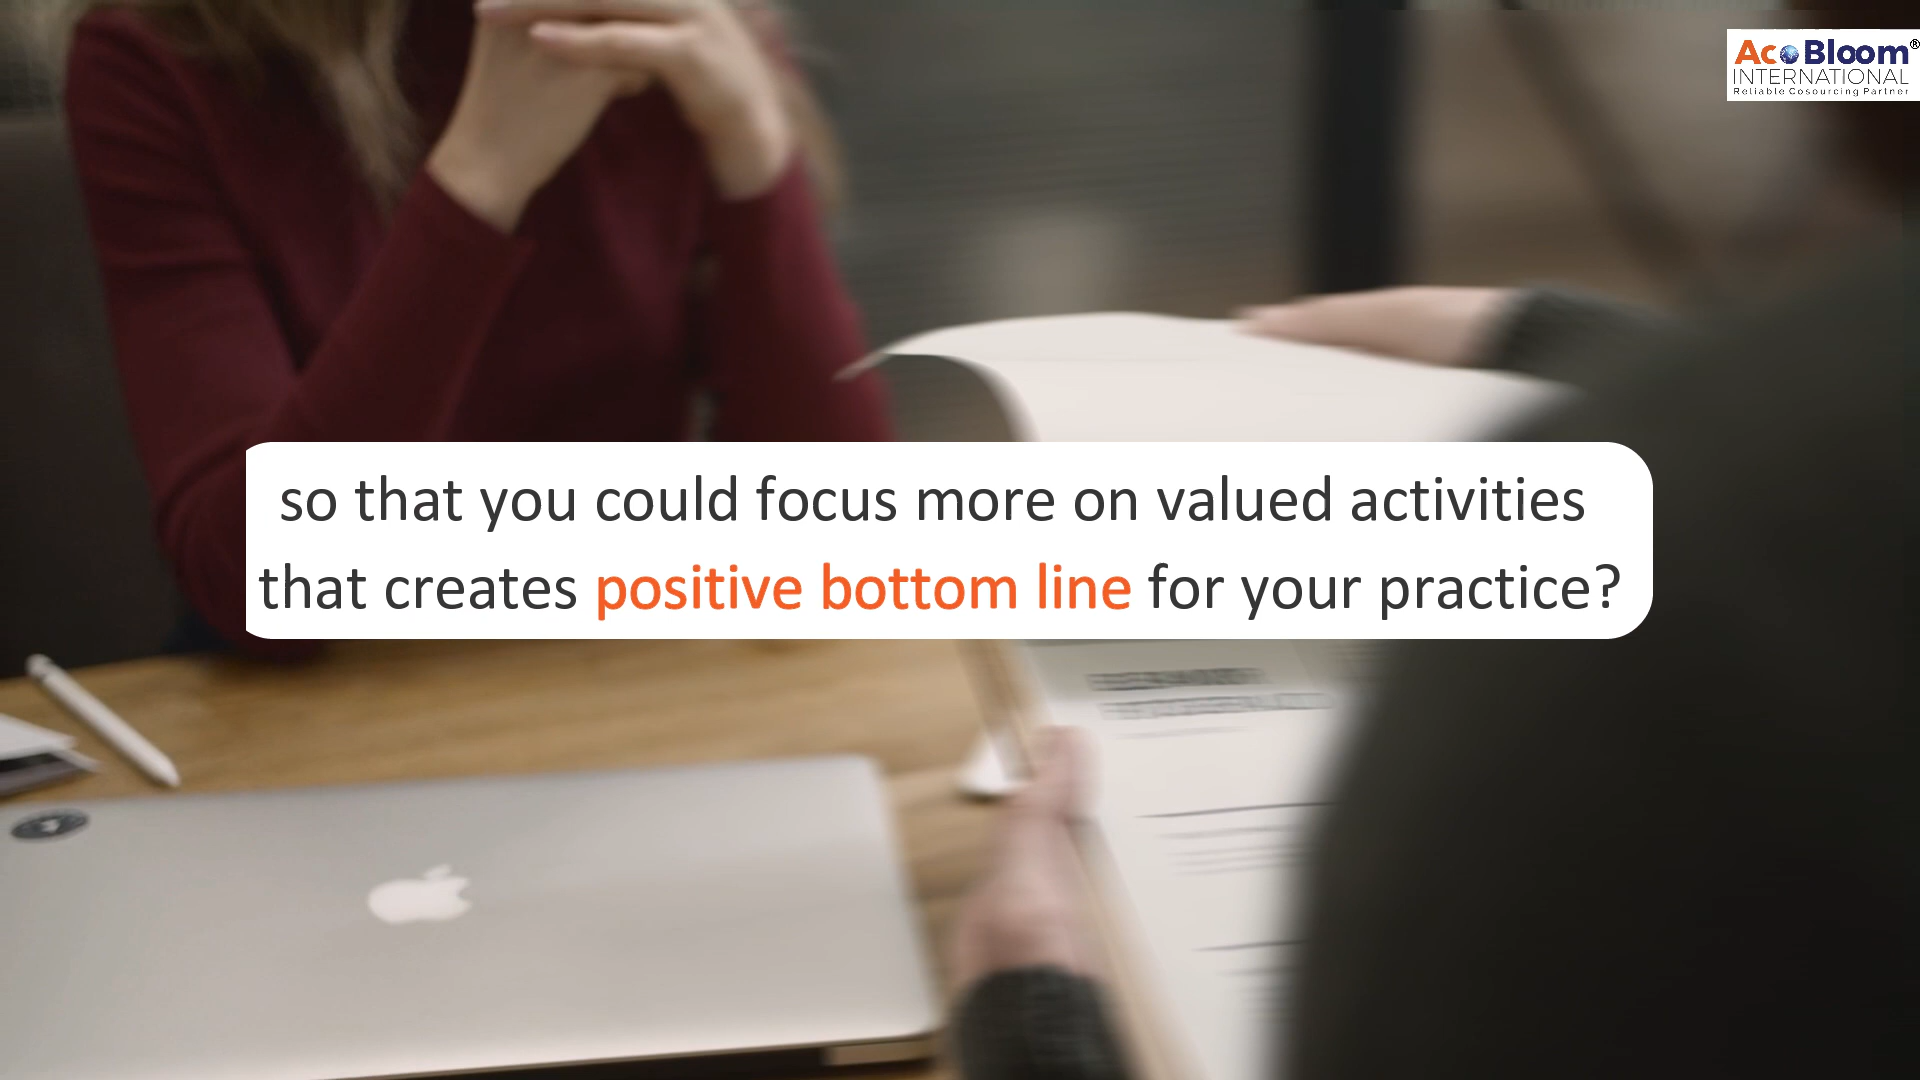 AcoBloom®
INTERNATIONAL
Reliable Cosourcing Partner
so that you could focus more on valued activities
that creates positive bottom line for your practice?